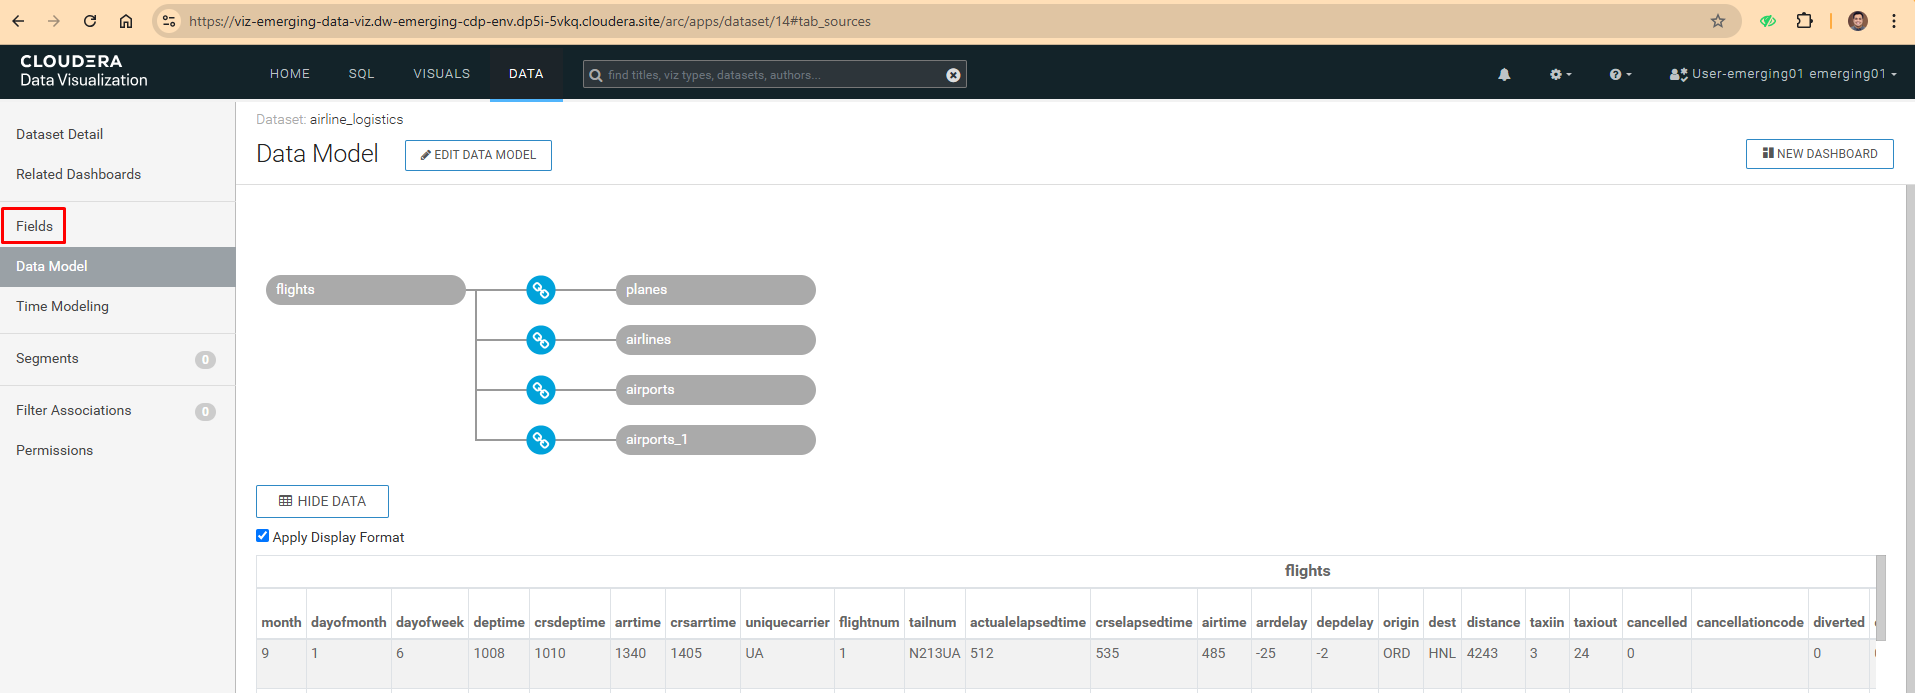 https://viz-emerging-data-viz.dw-emerging-cdp-env.dp5i-5vkq.cloudera.site/arc/apps/dataset/14#tab_sources
CLOUDERA
Data Visualization
HOME SQL VISUALS DATA
find titles, viz types, datasets, authors...
User-emerging01 emerging01
Dataset Detail
Related Dashboards
Fields
Data Model
Time Modeling
Segments 0
Filter Associations 0
Permissions
Dataset: airline_logistics
Data Model
EDIT DATA MODEL
NEW DASHBOARD
flights
planes
airlines
airports
airports_1
HIDE DATA
Apply Display Format
flights
month dayofmonth dayofweek deptime crsdeptime arrtime crsarrtime uniquecarrier flightnum tailnum actualelapsedtime crselapsedtime airtime arrdelay depdelay origin dest distance taxiin taxiout cancelled cancellationcode diverted
9 1 6 1008 1010 1340 1405 UA 1 N213UA 512 535 485 -25 -2 ORD HNL 4243 3 24 0 0